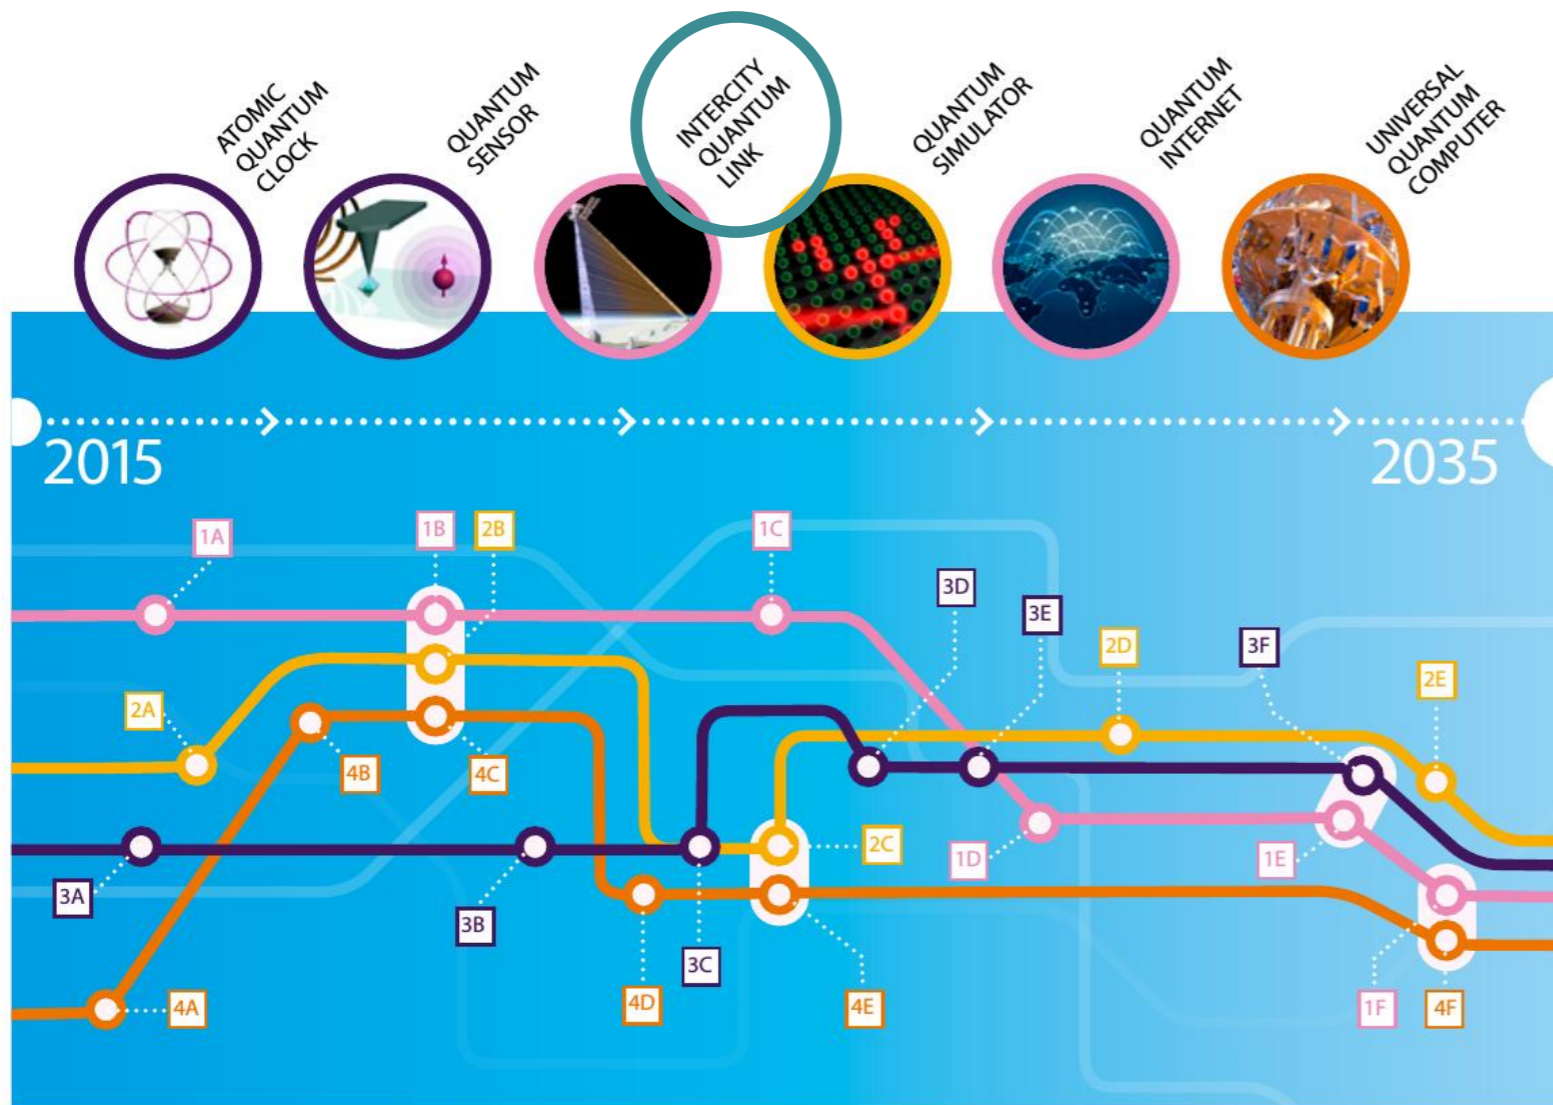 ATOMIC
QUANTUM
CLOCK
QUANTUM
SENSOR
INTERCITY
QUANTUM
LINK
QUANTUM
SIMULATOR
QUANTUM
INTERNET
UNIVERSAL
QUANTUM
COMPUTER
2015
2035
1A
1B
2B
1C
3D
3E
2D
3F
2E
2A
4B
4C
2C
1D
1E
3A
3B
3C
4A
4D
4E
1F
4F